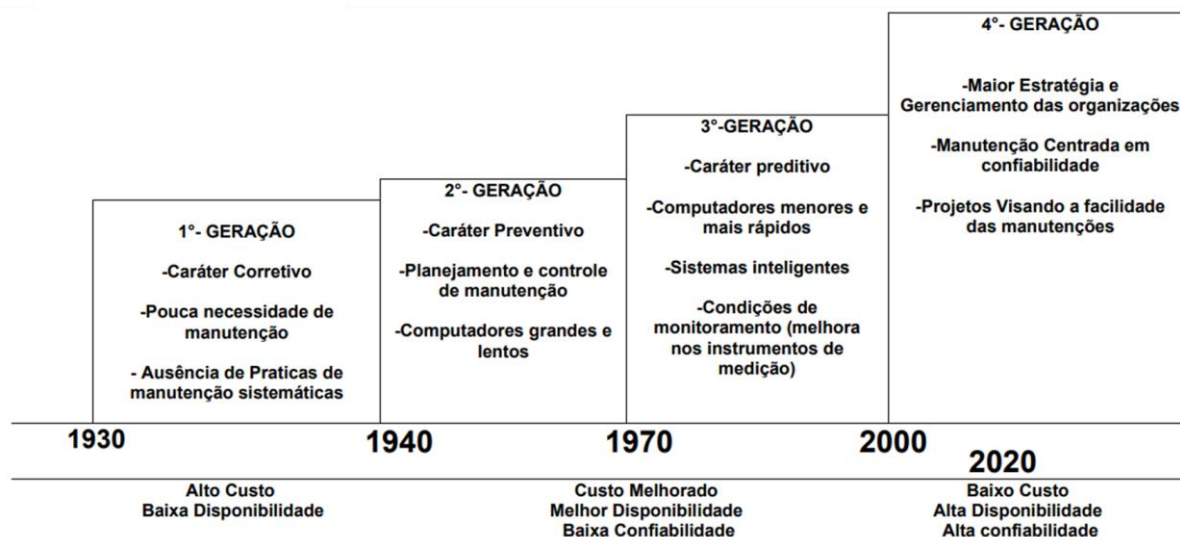 1°- GERAÇÃO
-Caráter Corretivo
-Pouca necessidade de
manutenção
- Ausência de Praticas de
manutenção sistemáticas
2°- GERAÇÃO
-Caráter Preventivo
-Planejamento e controle
de manutenção
-Computadores grandes e
lentos
3°-GERAÇÃO
-Caráter preditivo
-Computadores menores e
mais rápidos
-Sistemas inteligentes
-Condições de
monitoramento (melhora
nos instrumentos de
medição)
4°- GERAÇÃO
-Maior Estratégia e
Gerenciamento das organizações
-Manutenção Centrada em
confiabilidade
-Projetos Visando a facilidade
das manutenções
1930
1940
1970
2000
2020
Alto Custo
Baixa Disponibilidade
Custo Melhorado
Melhor Disponibilidade
Baixa Confiabilidade
Baixo Custo
Alta Disponibilidade
Alta confiabilidade